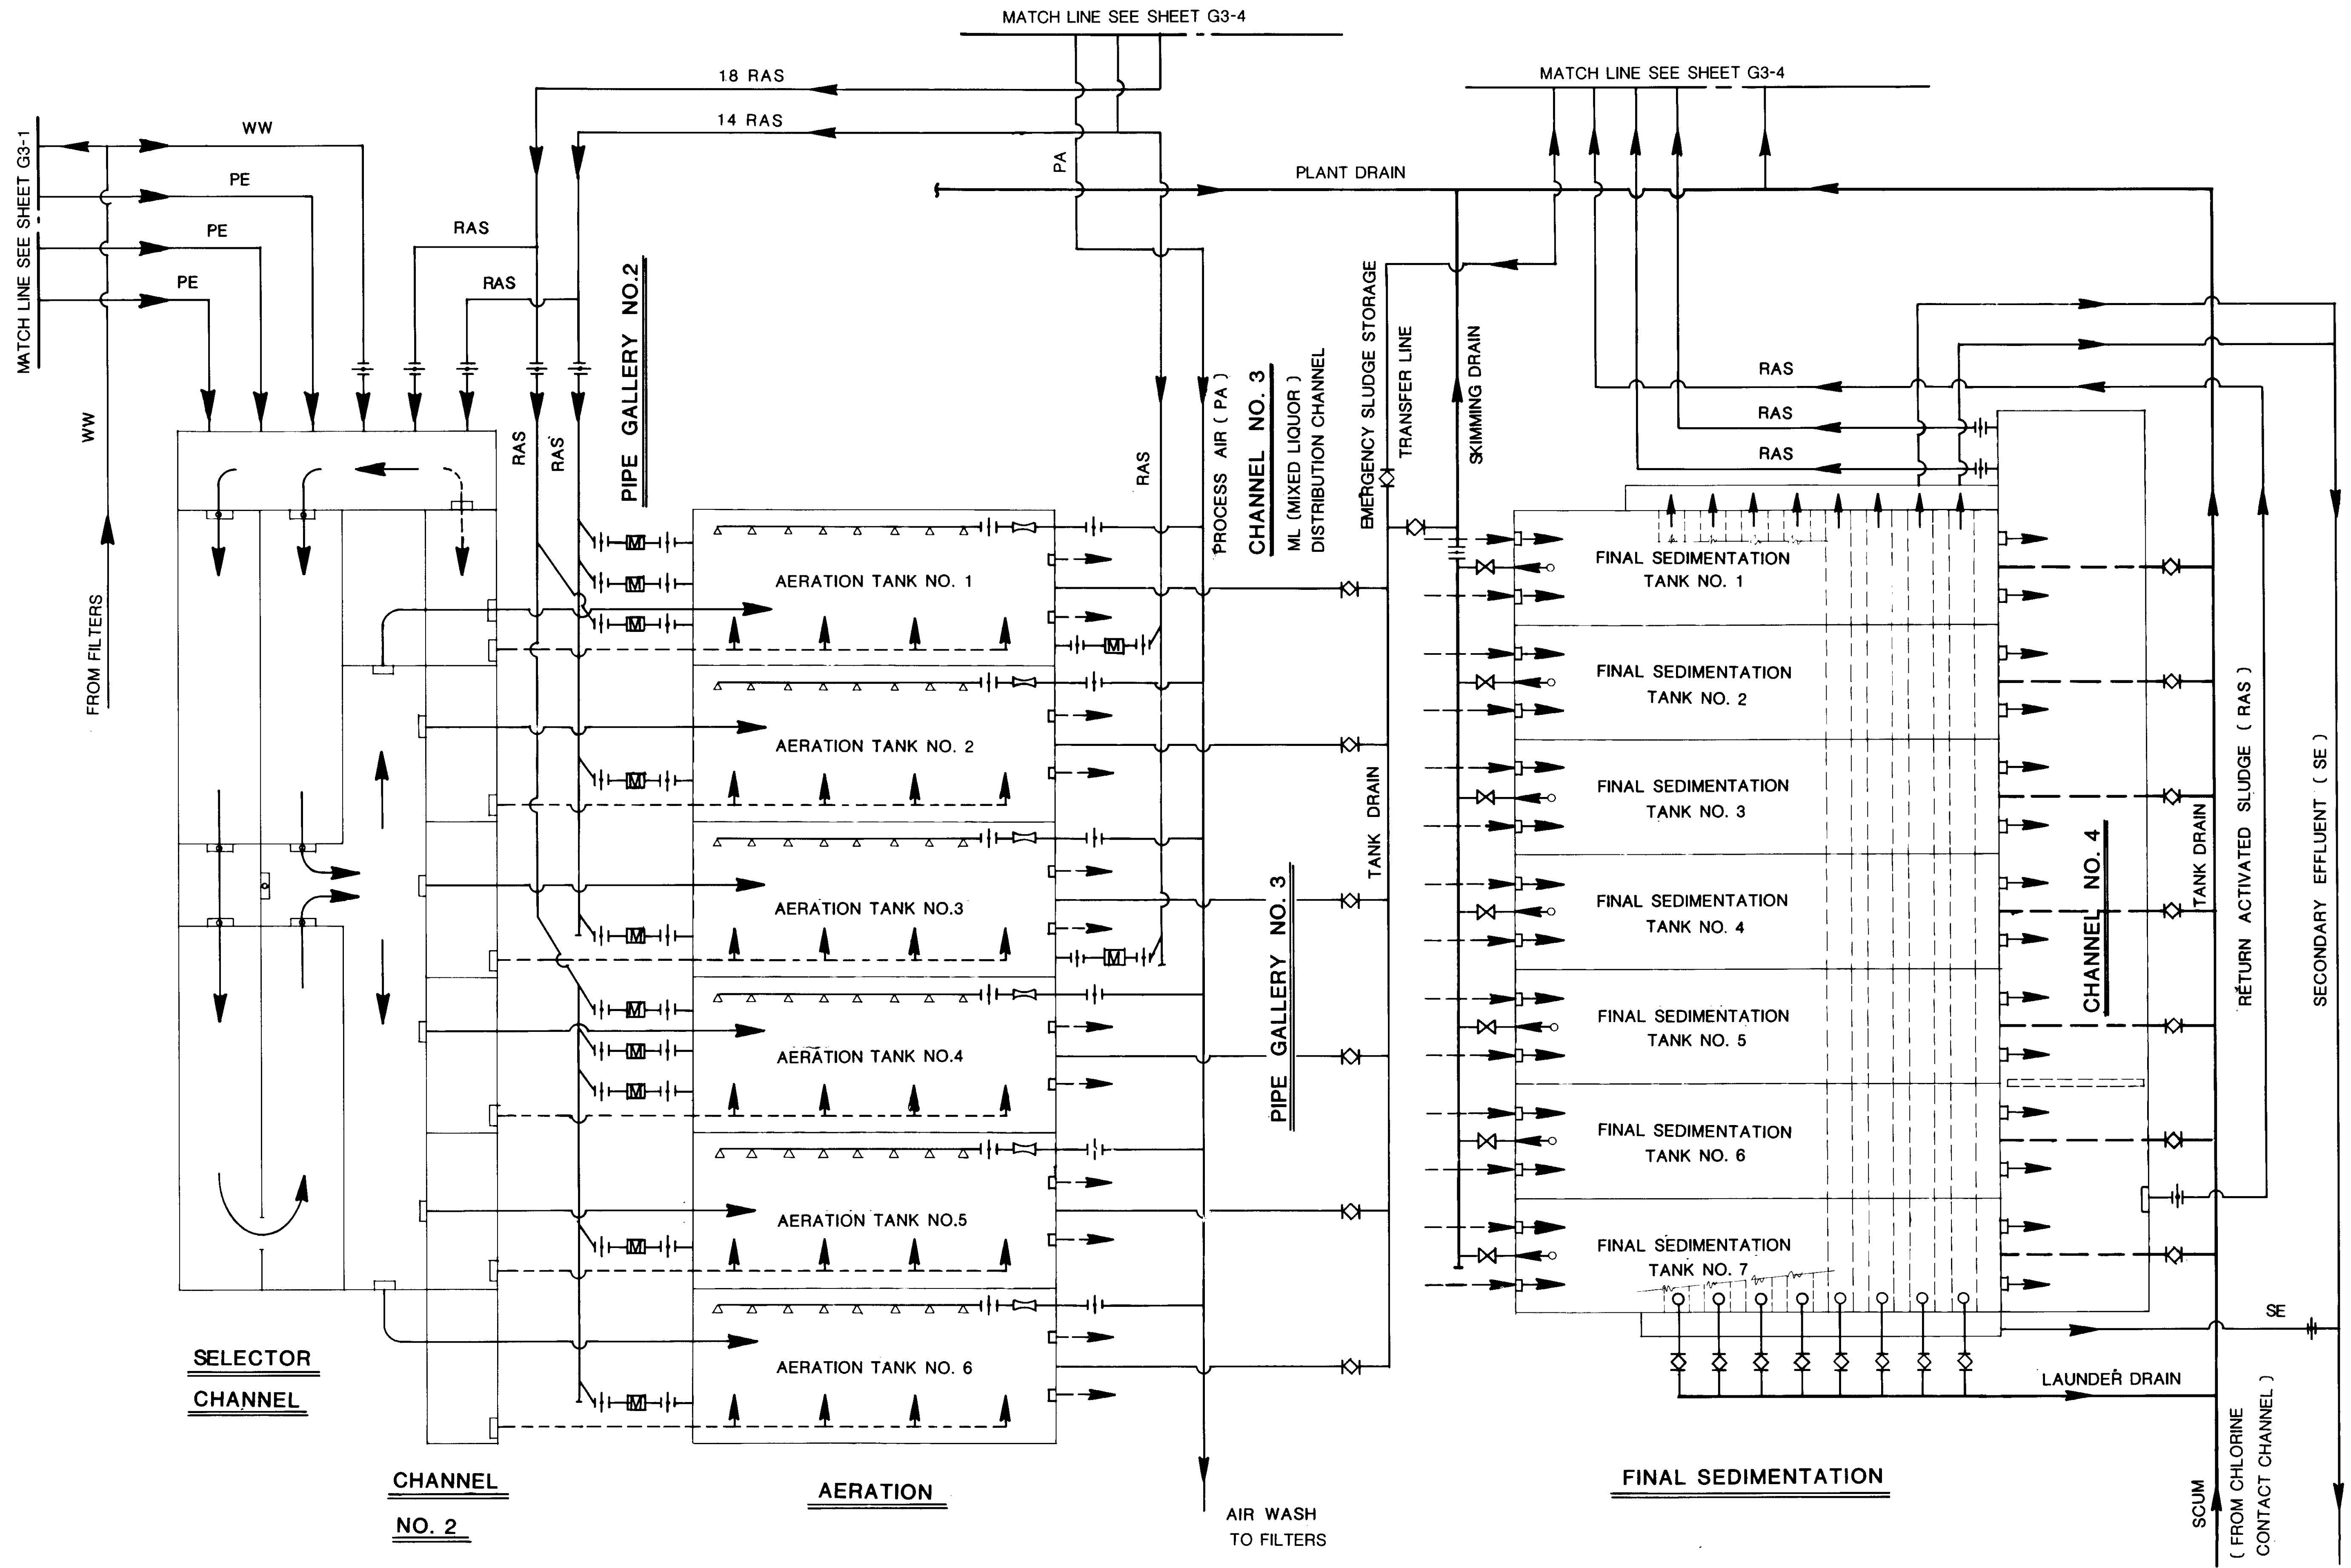 MATCH LINE SEE SHEET G3-4
MATCH LINE SEE SHEET G3-4
18 RAS
14 RAS
MATCH LINE SEE SHEET G3-1
WW
PE
PE
PE
RAS
RAS
WW
FROM FILTERS
PA
PLANT DRAIN
PIPE GALLERY NO.2
RAS
RAS
RAS
PROCESS AIR ( PA )
CHANNEL NO. 3
ML (MIXED LIQUOR )
DISTRIBUTION CHANNEL
EMERGENCY SLUDGE STORAGE
TRANSFER LINE
SKIMMING DRAIN
RAS
RAS
RAS
M
M
M
M
M
M
M
M
M
M
M
M
AERATION TANK NO. 1
AERATION TANK NO. 2
AERATION TANK NO.3
AERATION TANK NO.4
AERATION TANK NO.5
AERATION TANK NO. 6
TANK DRAIN
PIPE GALLERY NO. 3
FINAL SEDIMENTATION
TANK NO. 1
FINAL SEDIMENTATION
TANK NO. 2
FINAL SEDIMENTATION
TANK NO. 3
FINAL SEDIMENTATION
TANK NO. 4
FINAL SEDIMENTATION
TANK NO. 5
FINAL SEDIMENTATION
TANK NO. 6
FINAL SEDIMENTATION
TANK NO. 7
CHANNEL NO. 4
TANK DRAIN
RETURN ACTIVATED SLUDGE ( RAS )
SECONDARY EFFLUENT ( SE )
SE
LAUNDER DRAIN
SCUM
( FROM CHLORINE
CONTACT CHANNEL )
SELECTOR
CHANNEL
CHANNEL
NO. 2
AERATION
AIR WASH
TO FILTERS
FINAL SEDIMENTATION